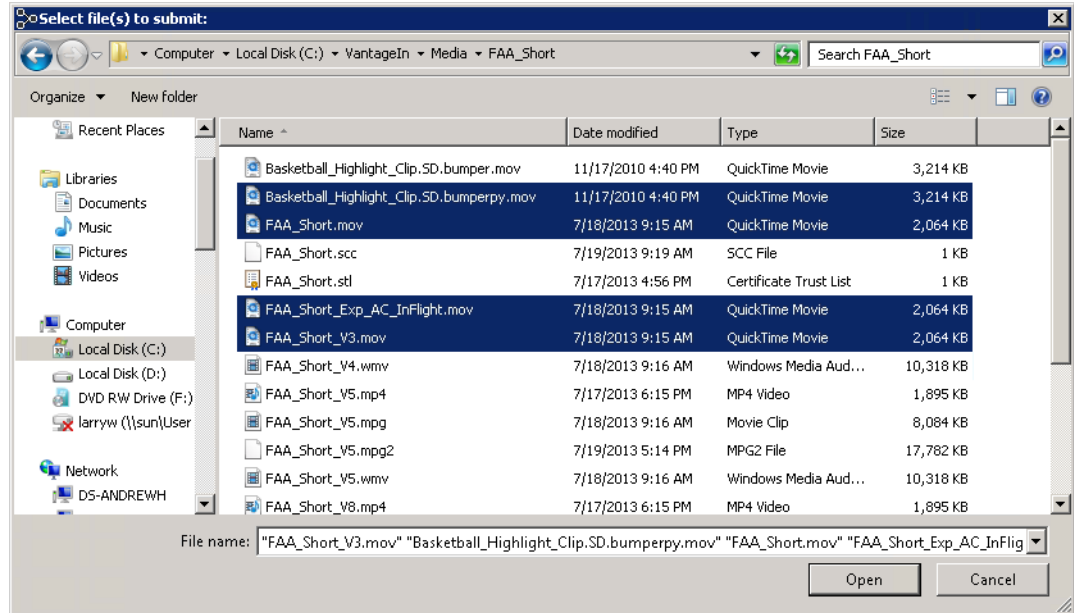 Select file(s) to submit:
Computer Local Disk (C:) VantageIn Media FAA_Short Search FAA_Short
Organize New folder
Recent Places
Libraries
Documents
Music
Pictures
Videos
Computer
Local Disk (C:)
Local Disk (D:)
DVD RW Drive (F:)
larryw (\\sun\User
Network
DS-ANDREWH
Name Date modified Type Size
Basketball_Highlight_Clip.SD.bumper.mov 11/17/2010 4:40 PM QuickTime Movie 3,214 KB
Basketball_Highlight_Clip.SD.bumperpy.mov 11/17/2010 4:40 PM QuickTime Movie 3,214 KB
FAA_Short.mov 7/18/2013 9:15 AM QuickTime Movie 2,064 KB
FAA_Short.scc 7/19/2013 9:19 AM SCC File 1 KB
FAA_Short.stl 7/17/2013 4:56 PM Certificate Trust List 1 KB
FAA_Short_Exp_AC_InFlight.mov 7/18/2013 9:15 AM QuickTime Movie 2,064 KB
FAA_Short_V3.mov 7/18/2013 9:15 AM QuickTime Movie 2,064 KB
FAA_Short_V4.wmv 7/18/2013 9:16 AM Windows Media Aud... 10,318 KB
FAA_Short_V5.mp4 7/17/2013 6:15 PM MP4 Video 1,895 KB
FAA_Short_V5.mpg 7/18/2013 9:16 AM Movie Clip 8,084 KB
FAA_Short_V5.mpg2 7/19/2013 5:14 PM MPG2 File 17,782 KB
FAA_Short_V5.wmv 7/18/2013 9:16 AM Windows Media Aud... 10,318 KB
FAA_Short_V8.mp4 7/17/2013 6:15 PM MP4 Video 1,895 KB
File name: "FAA_Short_V3.mov" "Basketball_Highlight_Clip.SD.bumperpy.mov" "FAA_Short.mov" "FAA_Short_Exp_AC_InFlig
Open Cancel